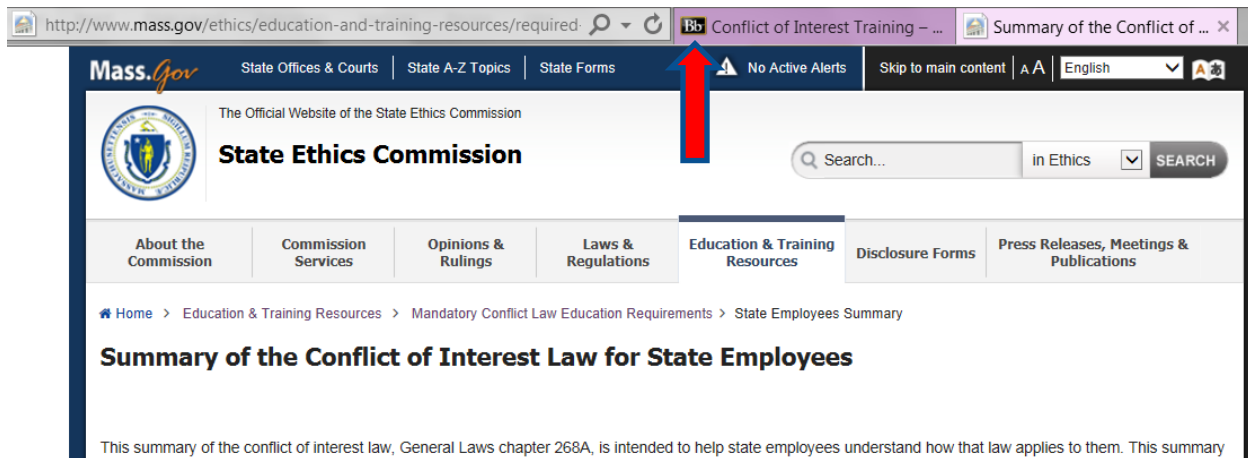 http://www.mass.gov/ethics/education-and-training-resources/required-
Bb Conflict of Interest Training – ...
Summary of the Conflict of ...
Mass.Gov
State Offices & Courts
State A-Z Topics
State Forms
No Active Alerts
Skip to main content
A A
English
The Official Website of the State Ethics Commission
State Ethics Commission
Search...
in Ethics
SEARCH
About the
Commission
Commission
Services
Opinions &
Rulings
Laws &
Regulations
Education & Training
Resources
Disclosure Forms
Press Releases, Meetings &
Publications
Home > Education & Training Resources > Mandatory Conflict Law Education Requirements > State Employees Summary
Summary of the Conflict of Interest Law for State Employees
This summary of the conflict of interest law, General Laws chapter 268A, is intended to help state employees understand how that law applies to them. This summary